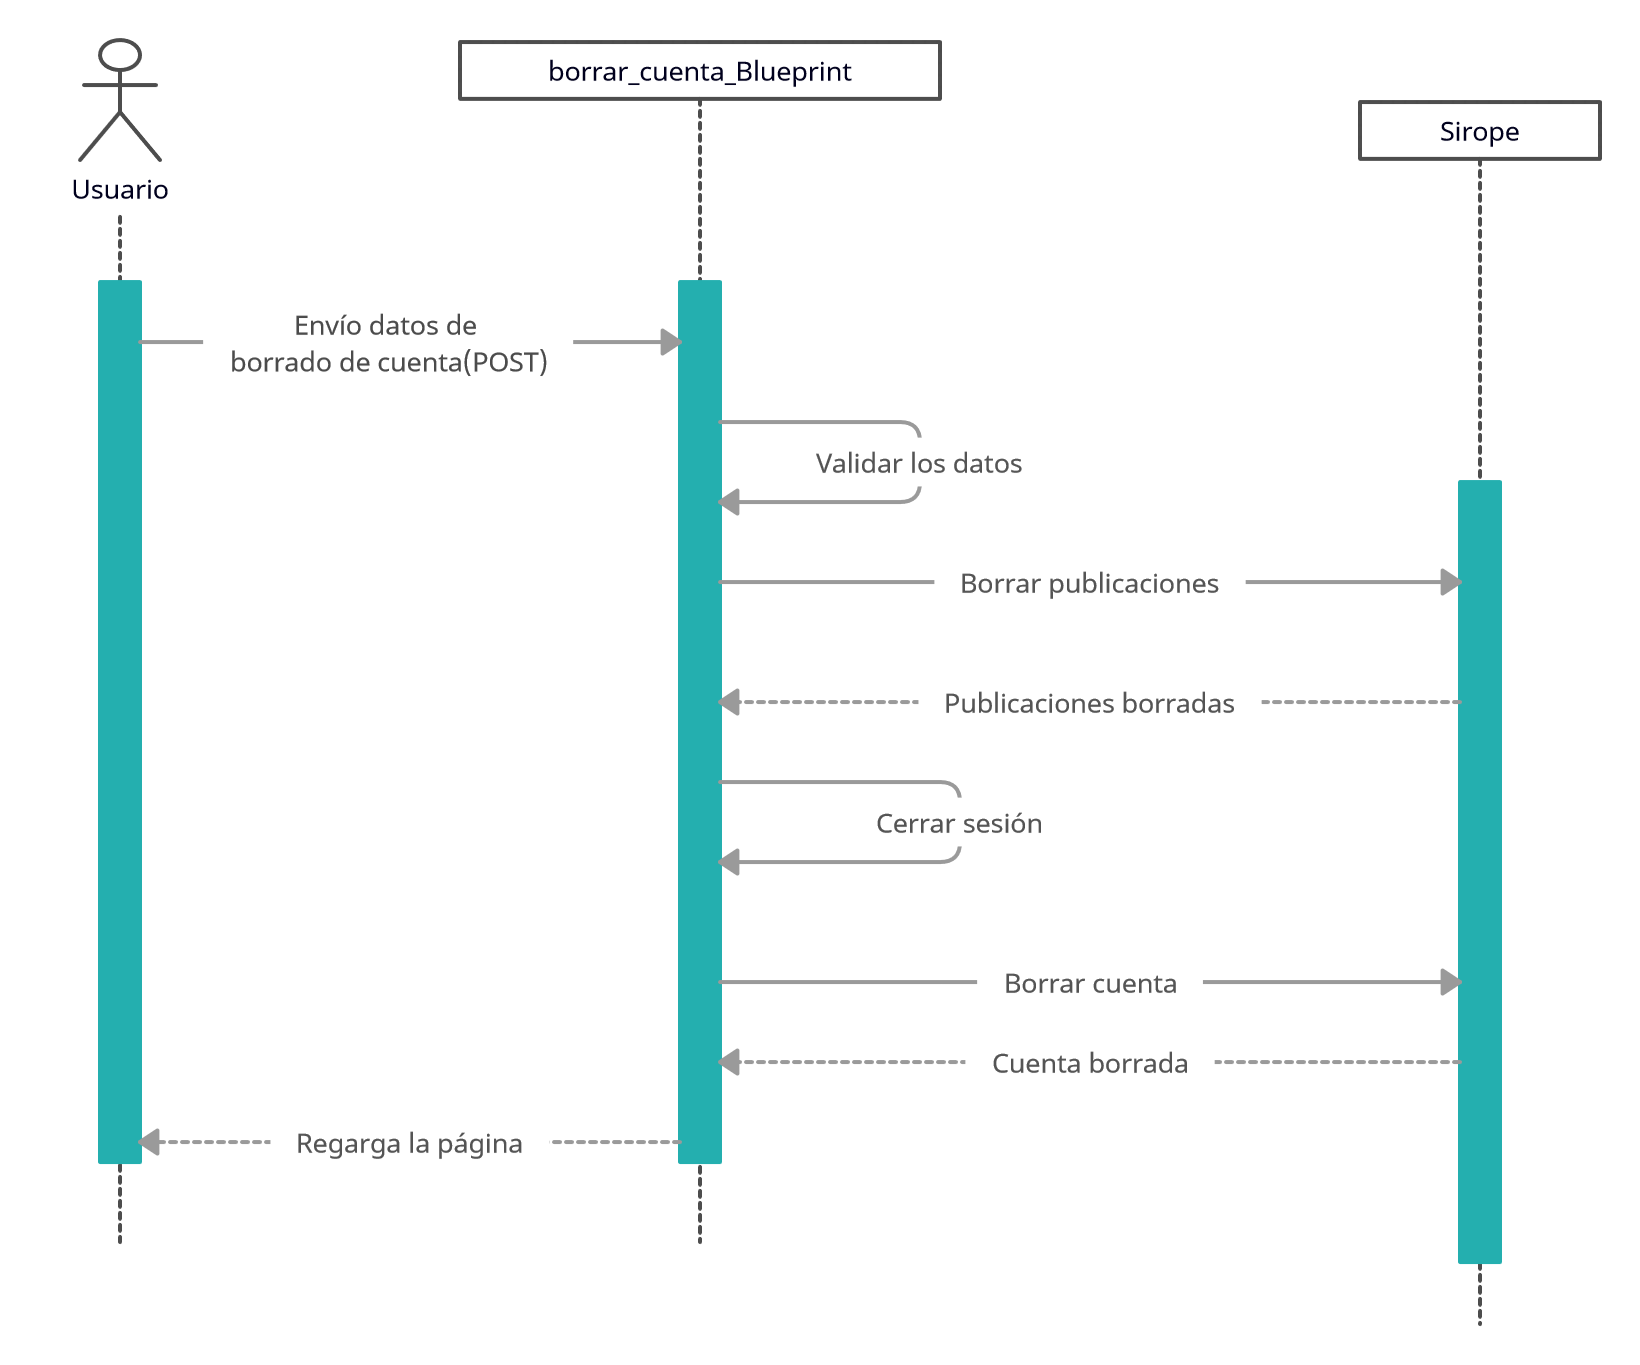 borrar_cuenta_Blueprint
Sirope
Usuario
Envío datos de
borrado de cuenta(POST)
Validar los datos
Borrar publicaciones
Publicaciones borradas
Cerrar sesión
Borrar cuenta
Cuenta borrada
Regarga la página